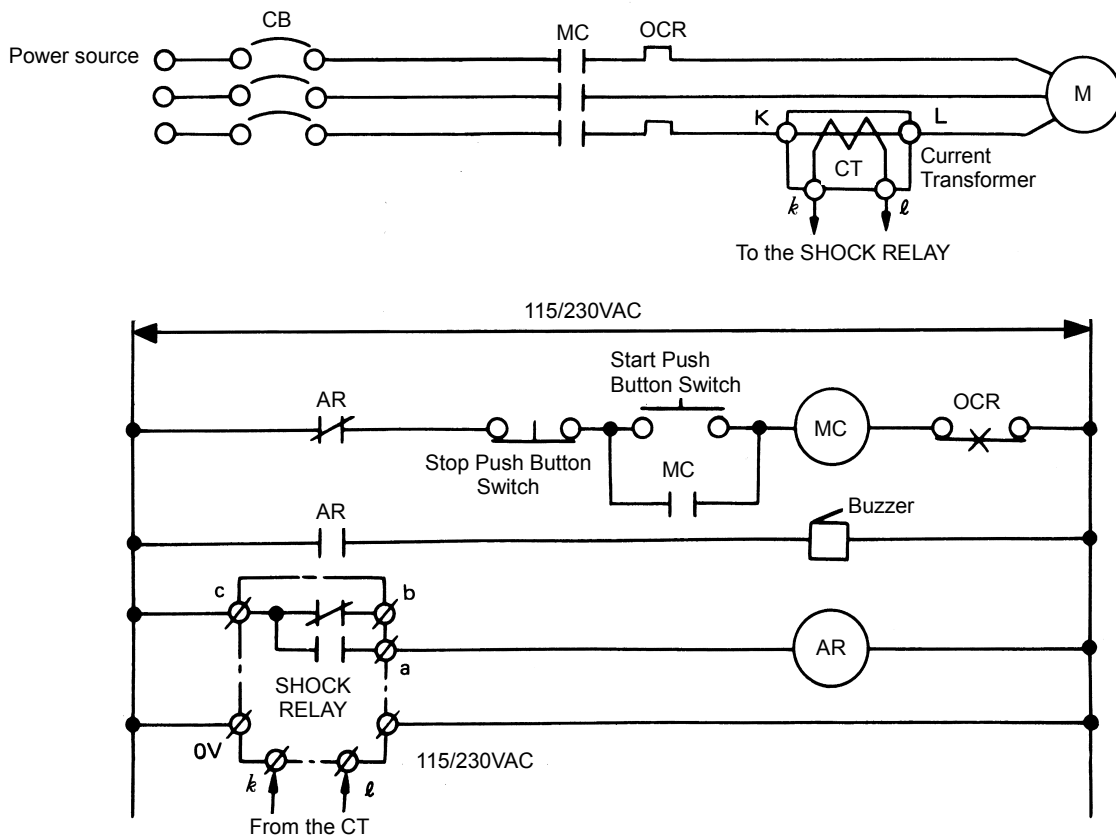 CB
MC
OCR
Power source
M
K
L
CT
Current
Transformer
k
ℓ
To the SHOCK RELAY
115/230VAC
Start Push
Button Switch
AR
OCR
MC
Stop Push Button
Switch
MC
AR
Buzzer
c
b
a
AR
SHOCK
RELAY
0V
115/230VAC
k
ℓ
From the CT